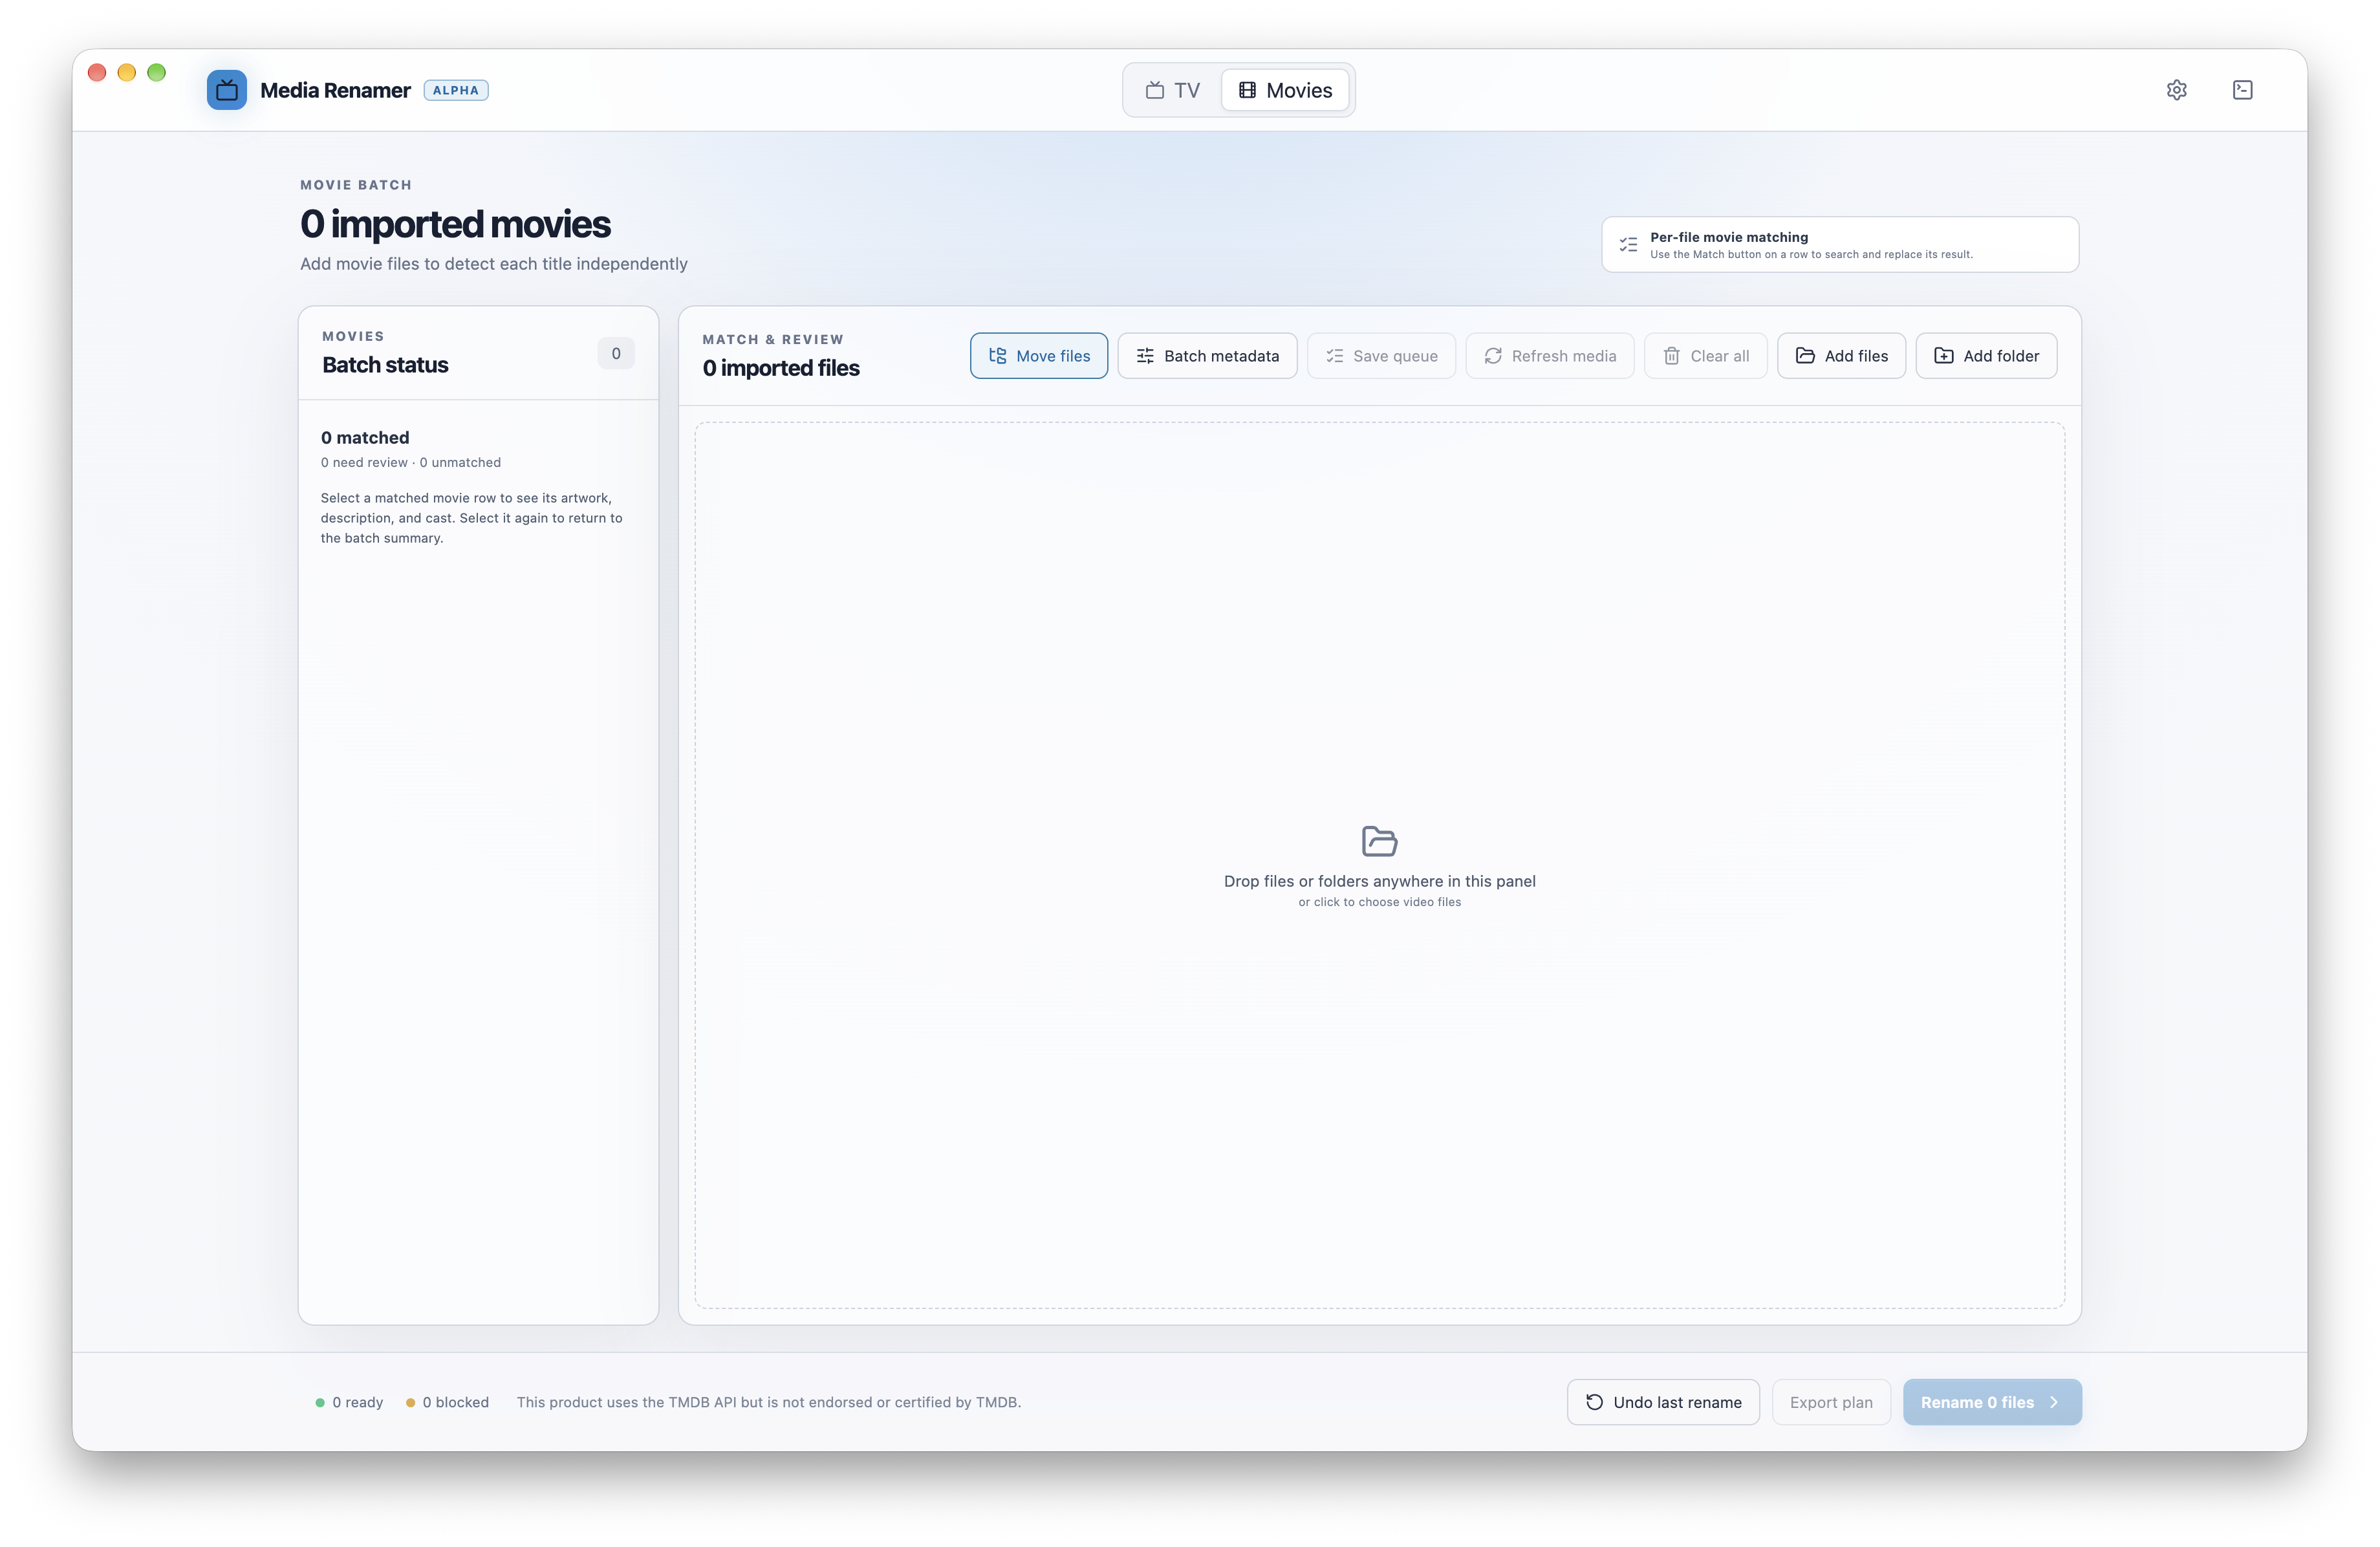 Media Renamer ALPHA
TV
Movies
MOVIE BATCH
0 imported movies
Add movie files to detect each title independently
Per-file movie matching
Use the Match button on a row to search and replace its result.
MOVIES
Batch status
0
0 matched
0 need review · 0 unmatched
Select a matched movie row to see its artwork,
description, and cast. Select it again to return to
the batch summary.
MATCH & REVIEW
0 imported files
Move files
Batch metadata
Save queue
Refresh media
Clear all
Add files
Add folder
Drop files or folders anywhere in this panel
or click to choose video files
0 ready
0 blocked
This product uses the TMDB API but is not endorsed or certified by TMDB.
Undo last rename
Export plan
Rename 0 files